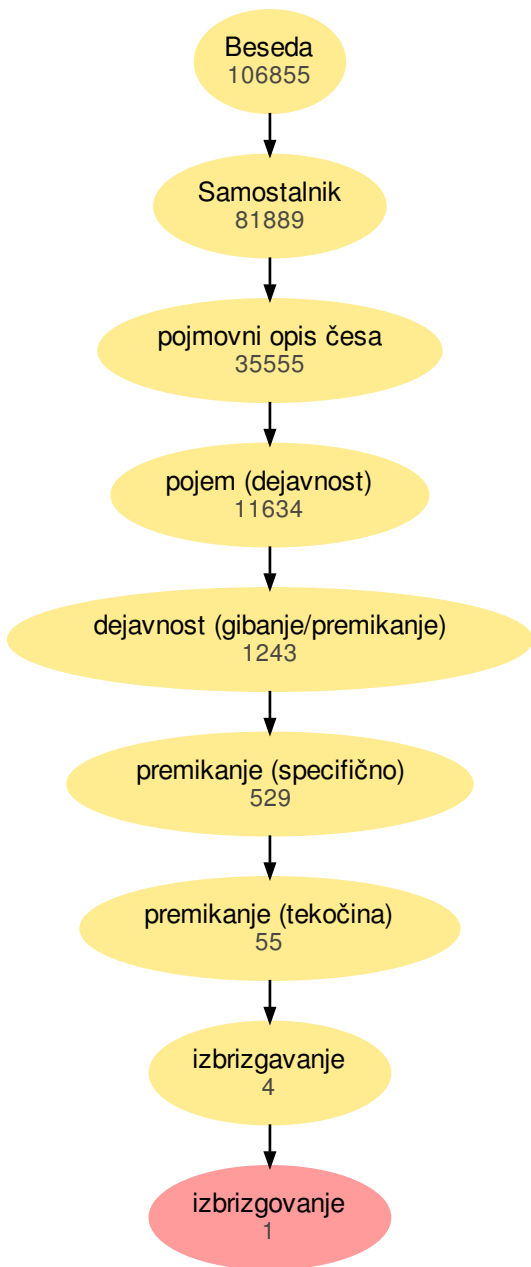 Beseda
106855
Samostalnik
81889
pojmovni opis česa
35555
pojem (dejavnost)
11634
dejavnost (gibanje/premikanje)
1243
premikanje (specifično)
529
premikanje (tekočina)
55
izbrizgavanje
4
izbrizgovanje
1